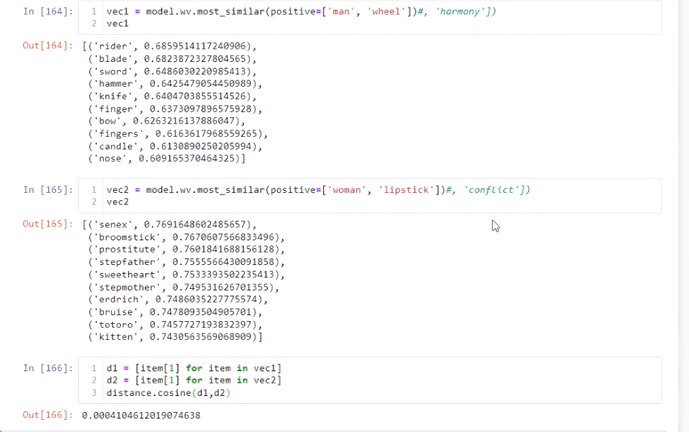 In [164]: 1 vec1 = model.wv.most_similar(positive=['man', 'wheel'])#, 'harmony'])
2 vec1
Out[164]: [('rider', 0.6859514117240906),
('blade', 0.6823872327804565),
('sword', 0.6486030220985413),
('hammer', 0.6425479054450989),
('knife', 0.6404703855514526),
('finger', 0.6373097896575928),
('bow', 0.6263216137886047),
('fingers', 0.6163617968559265),
('candle', 0.6130890250205994),
('nose', 0.609165370464325)]
In [165]: 1 vec2 = model.wv.most_similar(positive=['woman', 'lipstick'])#, 'conflict'])
2 vec2
Out[165]: [('senex', 0.7691648602485657),
('broomstick', 0.7670607566833496),
('prostitute', 0.7601841688156128),
('stepfather', 0.7555566430091858),
('sweetheart', 0.7533393502235413),
('stepmother', 0.749531626701355),
('erdrich', 0.7486035227775574),
('bruise', 0.7478093504905701),
('totoro', 0.7457727193832397),
('kitten', 0.7430563569068909)]
In [166]: 1 d1 = [item[1] for item in vec1]
2 d2 = [item[1] for item in vec2]
3 distance.cosine(d1,d2)
Out[166]: 0.0004104612019074638